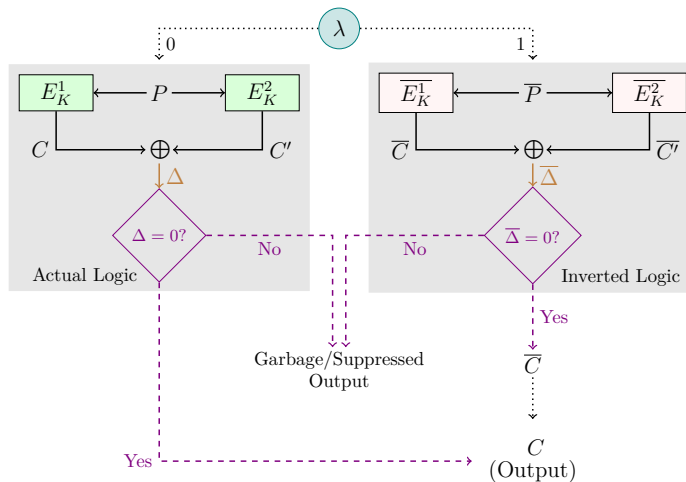 λ
0 1
$E_K^1$ P $E_K^2$ $\overline{E_K^1}$ $\overline{P}$ $\overline{E_K^2}$
C ⊕ C′ $\overline{C}$ ⊕ $\overline{C'}$
Δ $\overline{Δ}$
Δ = 0? No No $\overline{Δ}$ = 0?
Actual Logic Inverted Logic
Yes
Garbage/Suppressed
Output
$\overline{C}$
C
Yes
(Output)